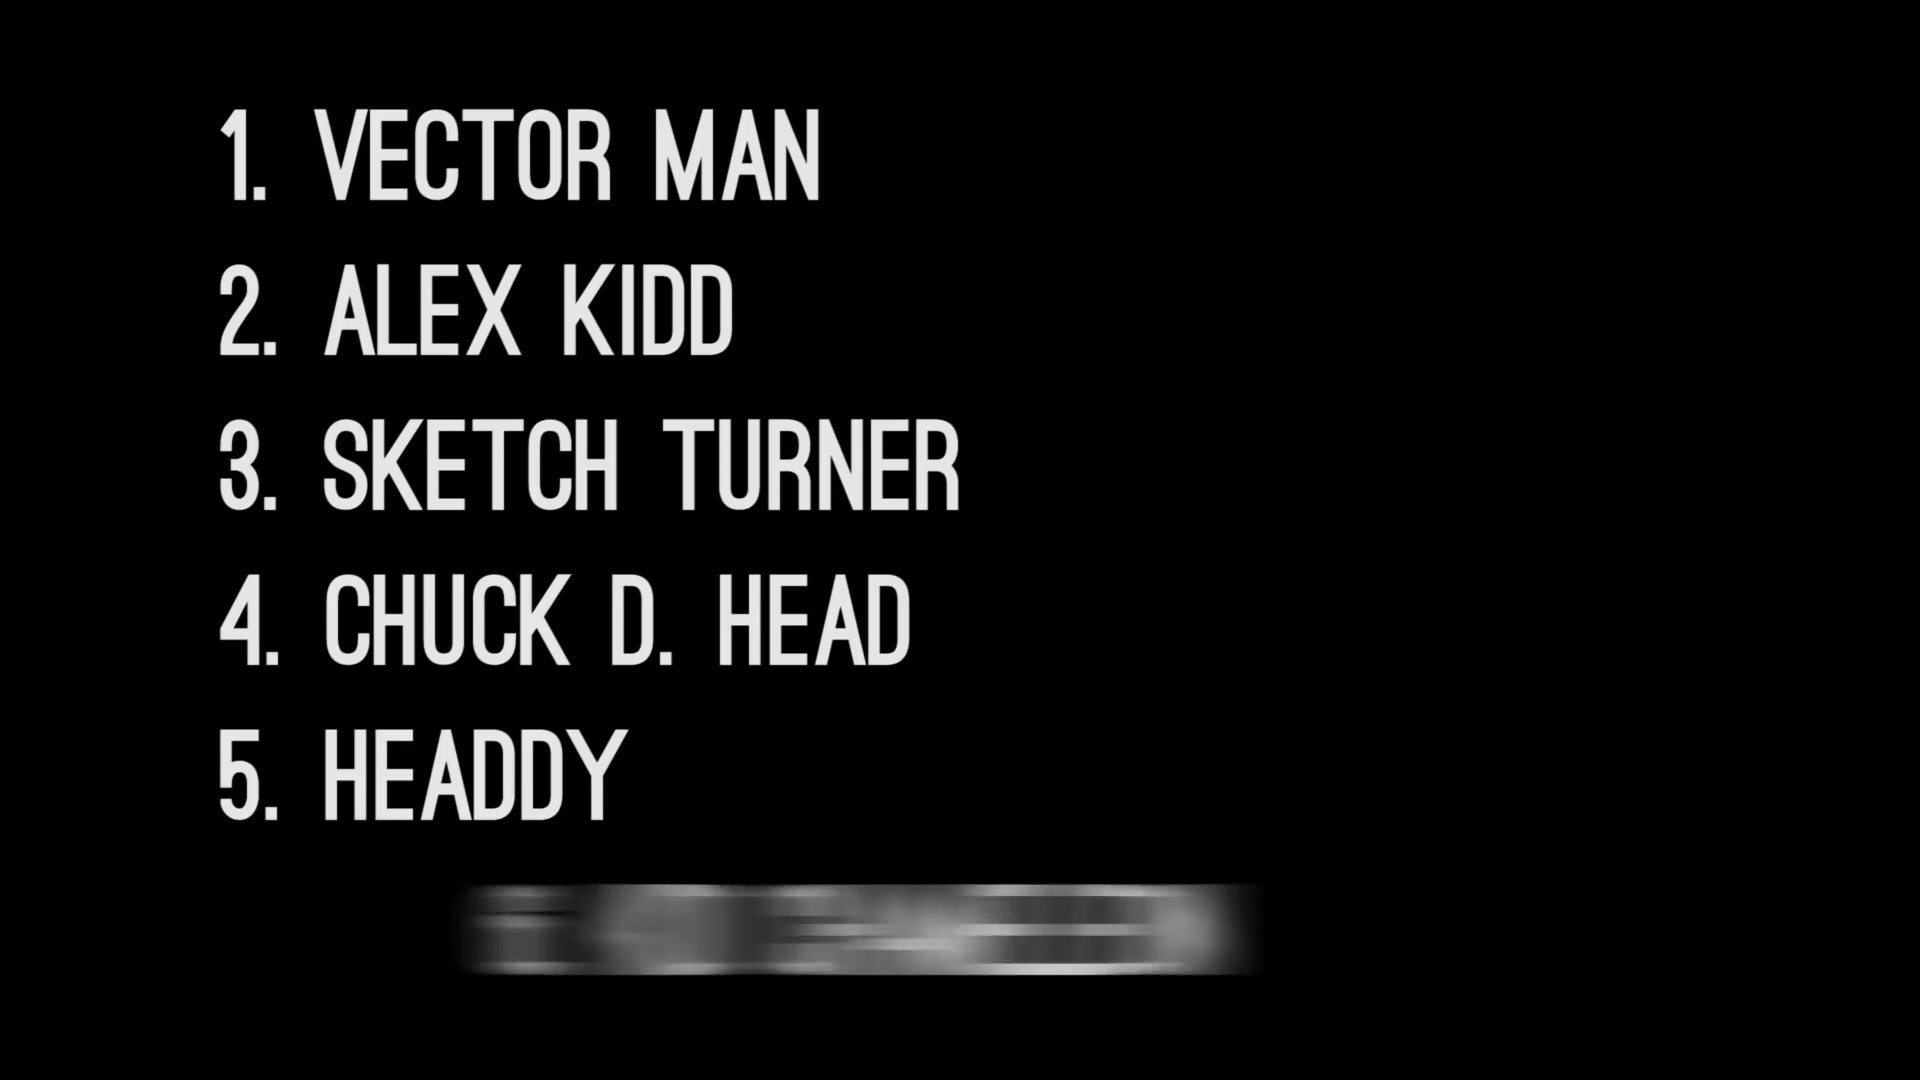 1. VECTOR MAN
2. ALEX KIDD
3. SKETCH TURNER
4. CHUCK D. HEAD
5. HEADDY